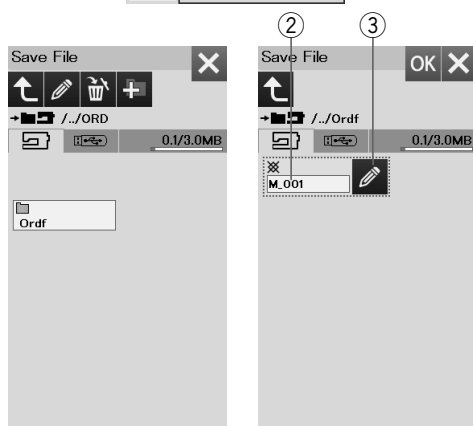 ② ③
Save File
→ /../ORD
0.1/3.0MB
Ordf
Save File OK
→ /../Ordf
0.1/3.0MB
M_001